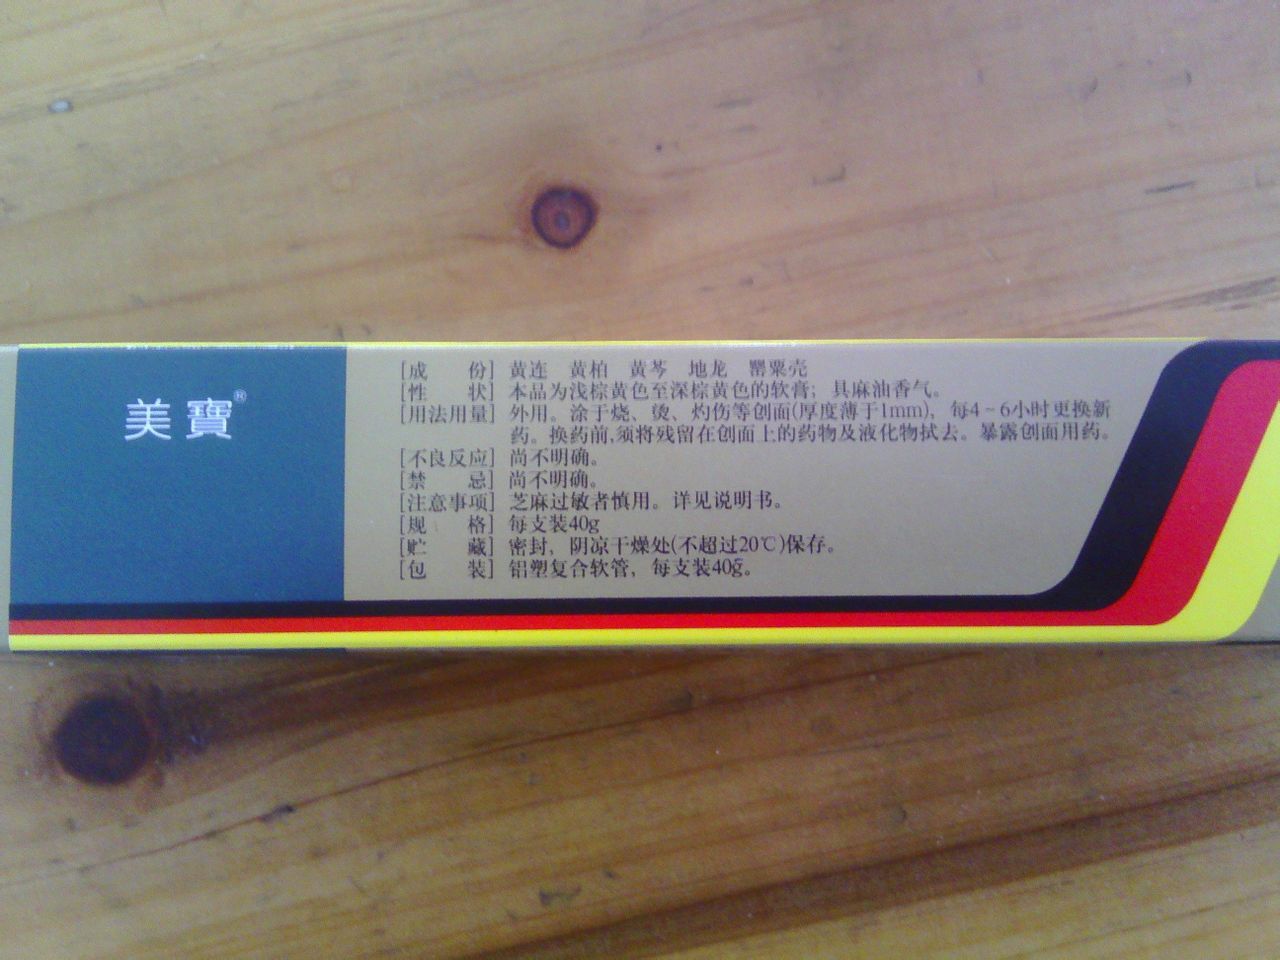 美寶®
[成 份] 黄连 黄柏 黄芩 地龙 罂粟壳
[性 状] 本品为浅棕黄色至深棕黄色的软膏；具麻油香气。
[用法用量] 外用。涂于烧、烫、灼伤等创面(厚度薄于1mm)，每4~6小时更换新
药。换药前,须将残留在创面上的药物及液化物拭去。暴露创面用药。
[不良反应] 尚不明确。
[禁 忌] 尚不明确。
[注意事项] 芝麻过敏者慎用。详见说明书。
[规 格] 每支装40g
[贮 藏] 密封，阴凉干燥处(不超过20℃)保存。
[包 装] 铝塑复合软管，每支装40g。